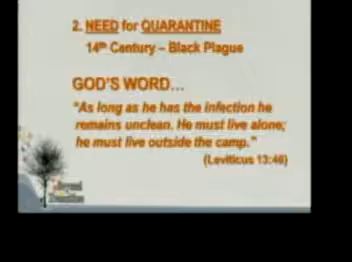 2. NEED for QUARANTINE
14th Century – Black Plague
GOD'S WORD...
"As long as he has the infection he
remains unclean. He must live alone;
he must live outside the camp."
(Leviticus 13:46)